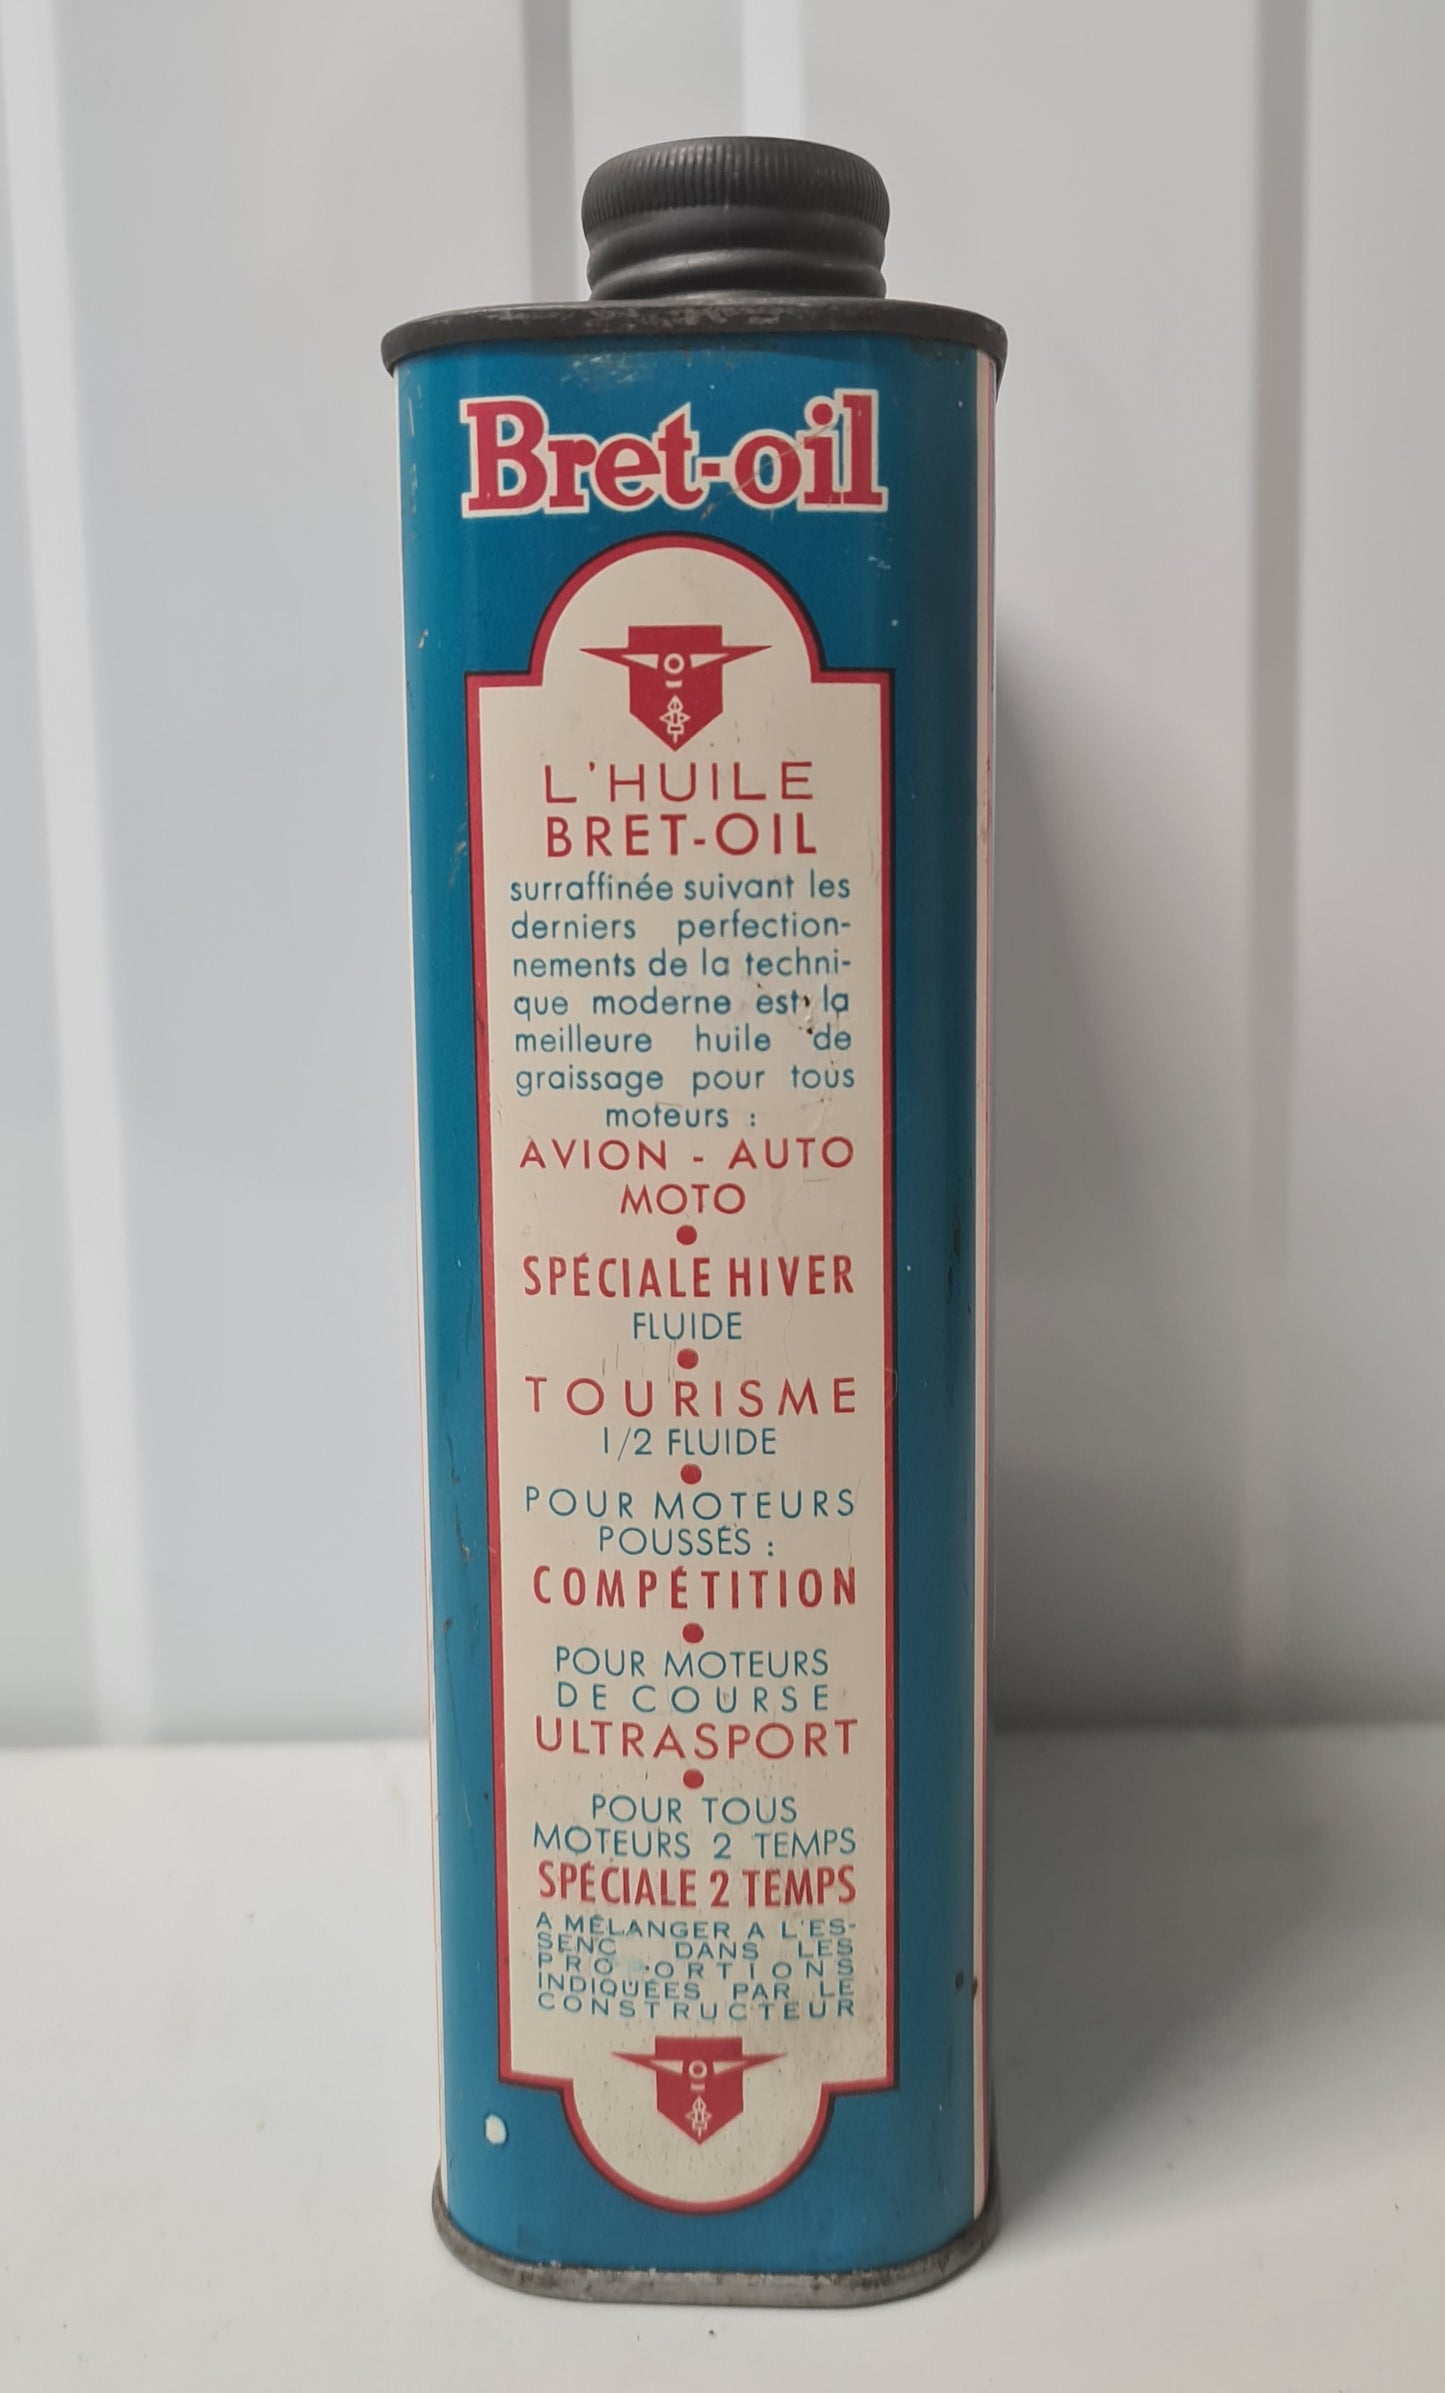 Bret-oil
L'HUILE
BRET-OIL
surraffinée suivant les
derniers perfection-
nements de la techni-
que moderne est la
meilleure huile de
graissage pour tous
moteurs :
AVION - AUTO
MOTO
SPÉCIALE HIVER
FLUIDE
TOURISME
1/2 FLUIDE
POUR MOTEURS
POUSSÉS :
COMPÉTITION
POUR MOTEURS
DE COURSE
ULTRASPORT
POUR TOUS
MOTEURS 2 TEMPS
SPÉCIALE 2 TEMPS
A MÉLANGER A L'ES-
SENC DANS LES
PRO ORTIONS
INDIQUÉES PAR LE
CONSTRUCTEUR